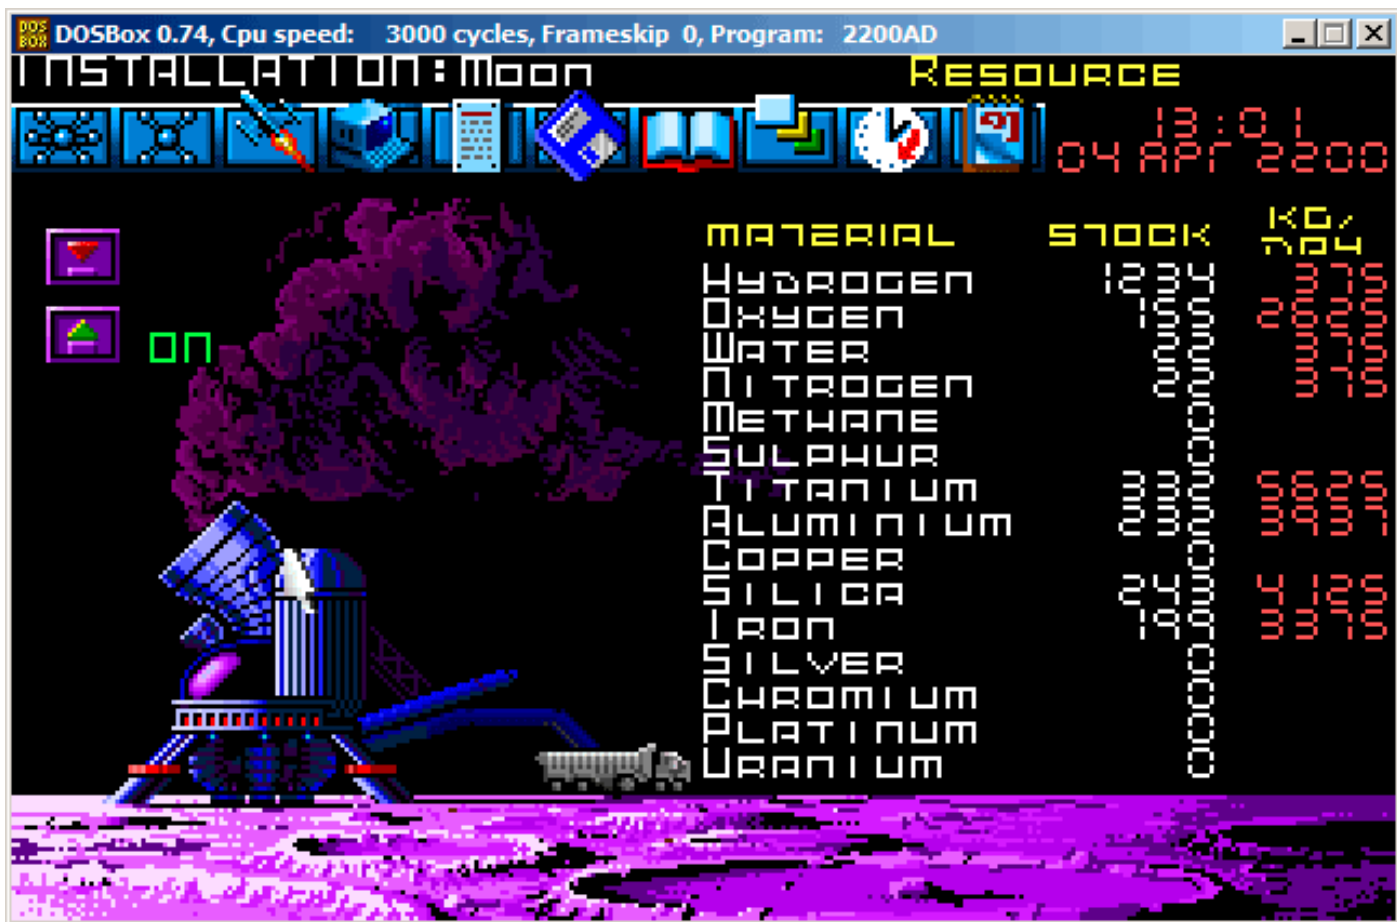 DOSBox 0.74, Cpu speed: 3000 cycles, Frameskip 0, Program: 2200AD
INSTALLATION:Moon RESOURCE
13:01
04 APr 2200
MATERIAL STOCK KG/DAY
HYDROGEN 1234 375
OXYGEN 155 2625
WATER 22 375
NITROGEN 22 375
METHANE 0
SULPHUR 0
TITANIUM 332 5625
ALUMINIUM 232 3937
COPPER 0
SILICA 243 4125
ON
IRON 199 3375
SILVER 0
CHROMIUM 0
PLATINUM 0
URANIUM 0